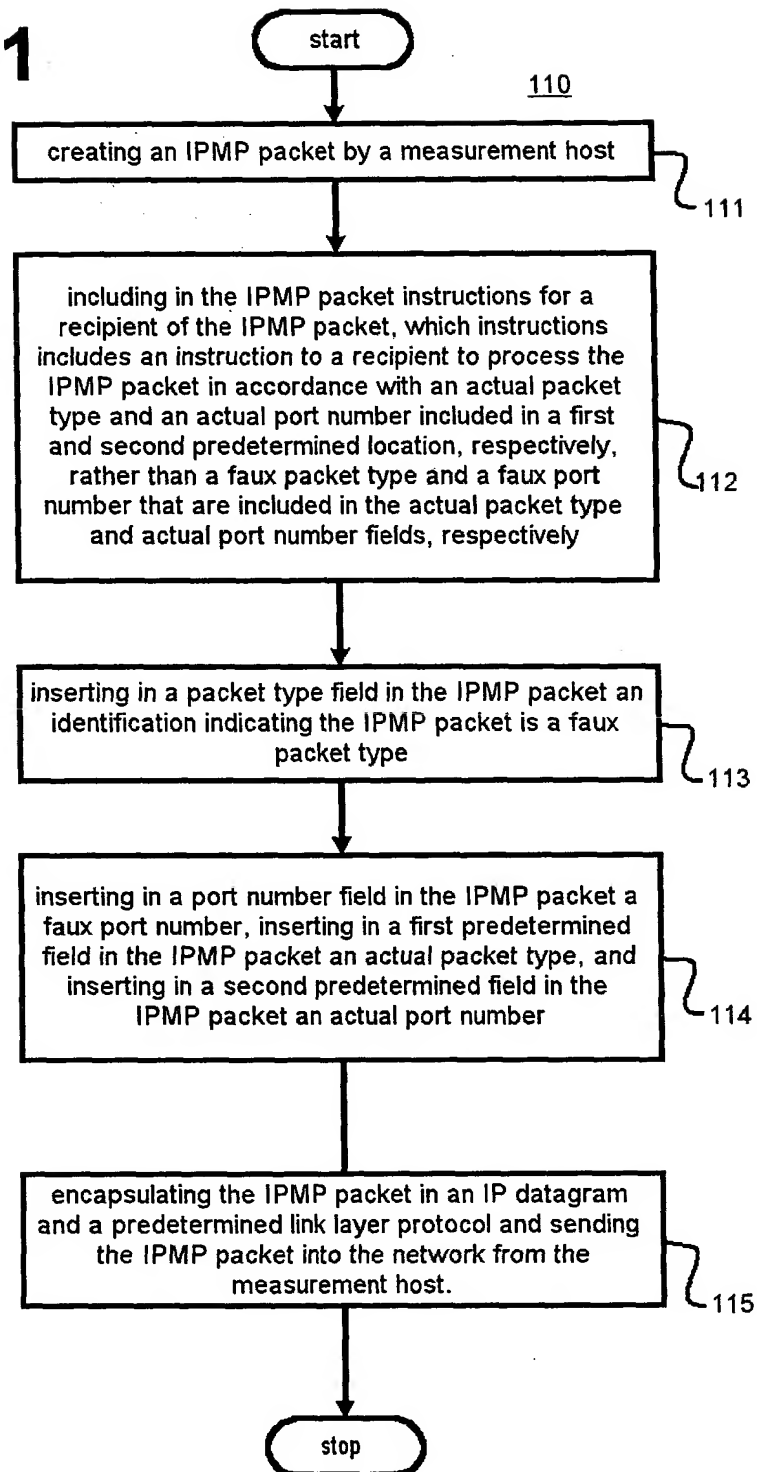 1
start
110
creating an IPMP packet by a measurement host
111
including in the IPMP packet instructions for a
recipient of the IPMP packet, which instructions
includes an instruction to a recipient to process the
IPMP packet in accordance with an actual packet
type and an actual port number included in a first
and second predetermined location, respectively,
rather than a faux packet type and a faux port
number that are included in the actual packet type
and actual port number fields, respectively
112
inserting in a packet type field in the IPMP packet an
identification indicating the IPMP packet is a faux
packet type
113
inserting in a port number field in the IPMP packet a
faux port number, inserting in a first predetermined
field in the IPMP packet an actual packet type, and
inserting in a second predetermined field in the
IPMP packet an actual port number
114
encapsulating the IPMP packet in an IP datagram
and a predetermined link layer protocol and sending
the IPMP packet into the network from the
measurement host.
115
stop